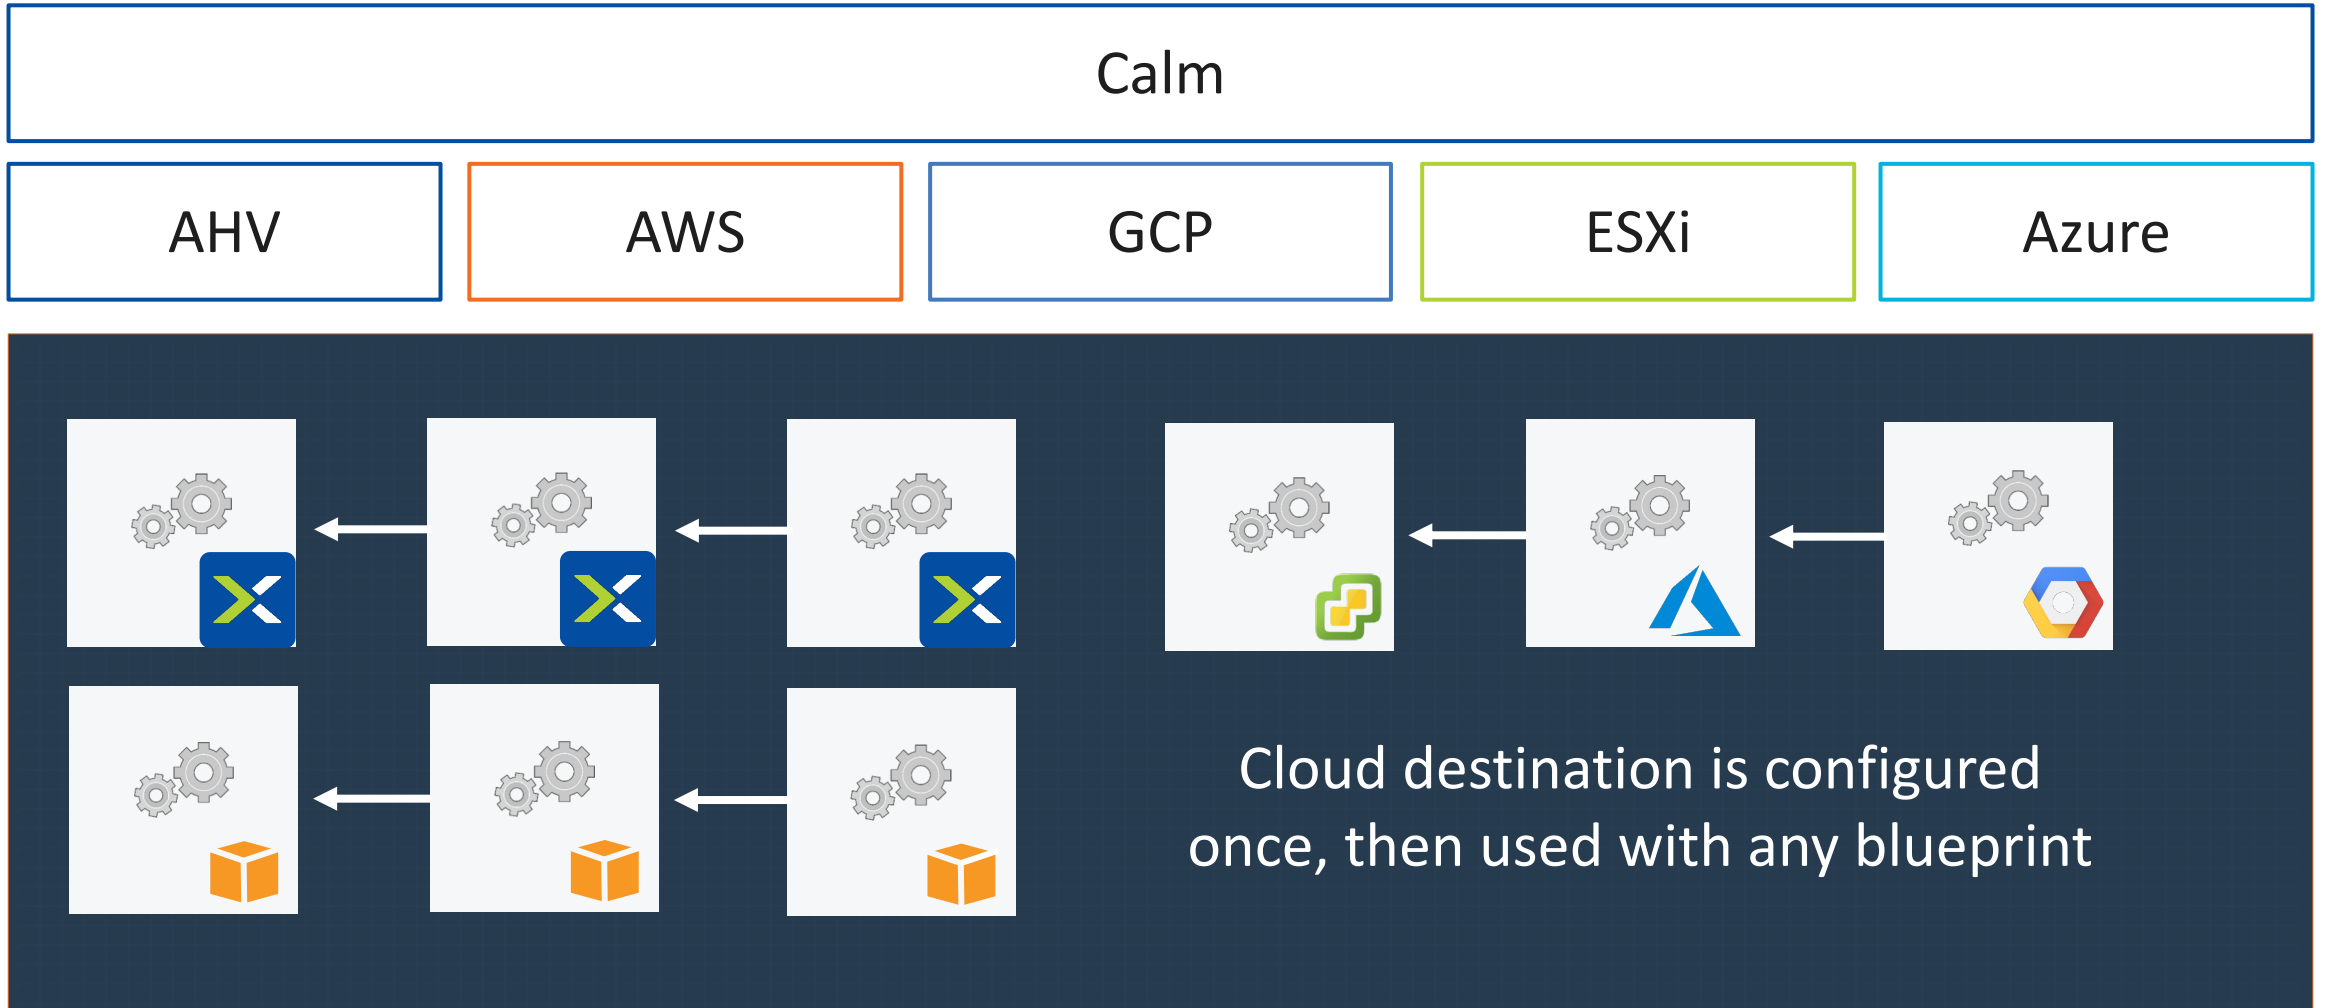 Calm
AHV
AWS
GCP
ESXi
Azure
Cloud destination is configured
once, then used with any blueprint